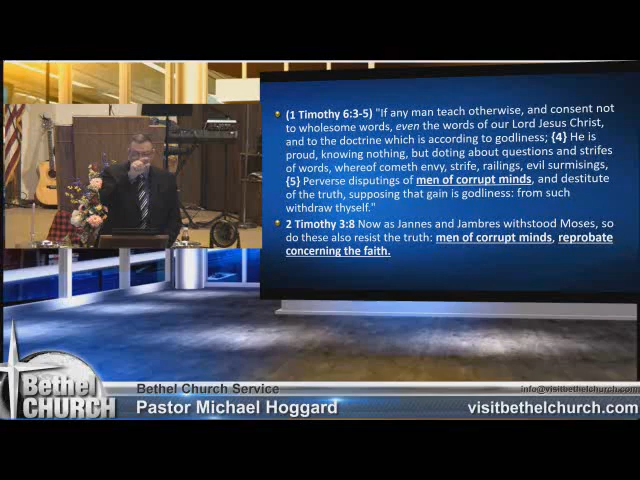 (1 Timothy 6:3-5) "If any man teach otherwise, and consent not
to wholesome words, even the words of our Lord Jesus Christ,
and to the doctrine which is according to godliness; {4} He is
proud, knowing nothing, but doting about questions and strifes
of words, whereof cometh envy, strife, railings, evil surmisings,
{5} Perverse disputings of men of corrupt minds, and destitute
of the truth, supposing that gain is godliness: from such
withdraw thyself."
2 Timothy 3:8 Now as Jannes and Jambres withstood Moses, so
do these also resist the truth: men of corrupt minds, reprobate
concerning the faith.
Bethel
CHURCH
Bethel Church Service
info@visitbethelchurch.com
Pastor Michael Hoggard
visitbethelchurch.com